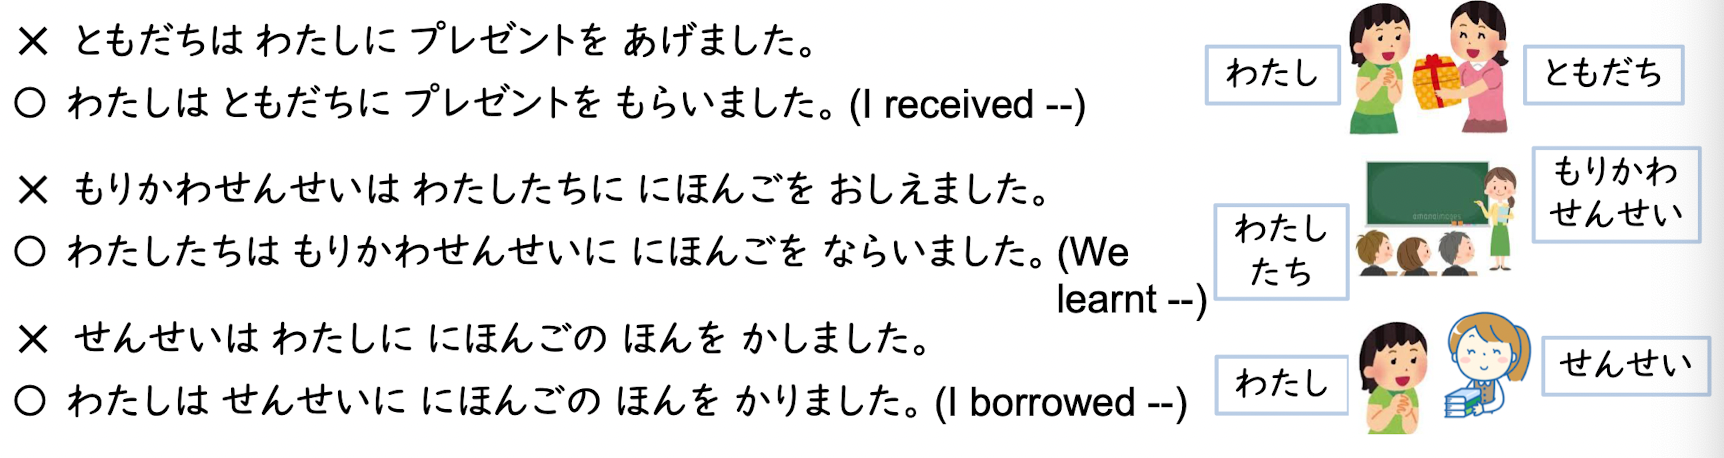 × ともだちは わたしに プレゼントを あげました。
○ わたしは ともだちに プレゼントを もらいました。(I received --)
わたし
ともだち
× もりかわせんせいは わたしたちに にほんごを おしえました。
○ わたしたちは もりかわせんせいに にほんごを ならいました。(We
learnt --)
わたし
たち
もりかわ
せんせい
× せんせいは わたしに にほんごの ほんを かしました。
○ わたしは せんせいに にほんごの ほんを かりました。(I borrowed --)
わたし
せんせい